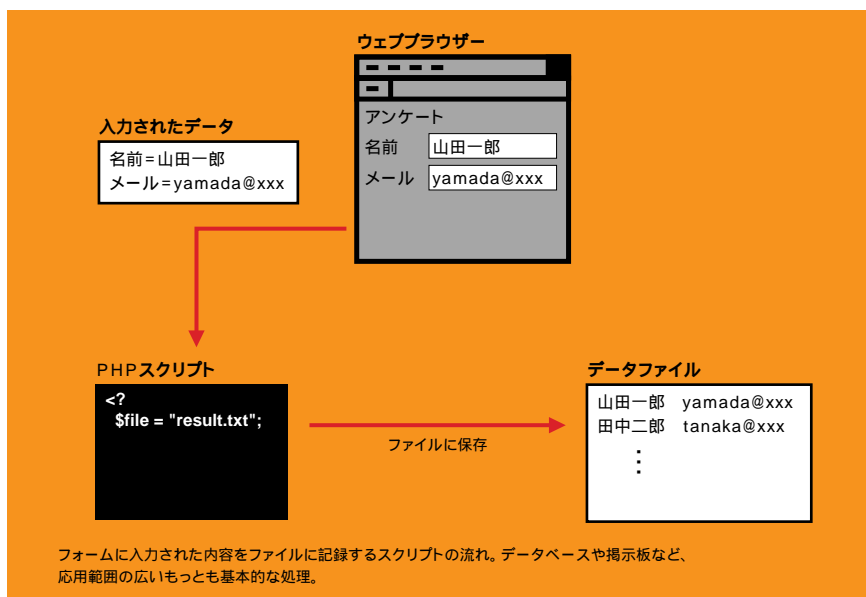 ウェブブラウザー
アンケート
名前 山田一郎
メール yamada@xxx
入力されたデータ
名前=山田一郎
メール=yamada@xxx
PHPスクリプト
<?
$file = "result.txt";
ファイルに保存
データファイル
山田一郎 yamada@xxx
田中二郎 tanaka@xxx
⋮
フォームに入力された内容をファイルに記録するスクリプトの流れ。データベースや掲示板など、
応用範囲の広いもっとも基本的な処理。